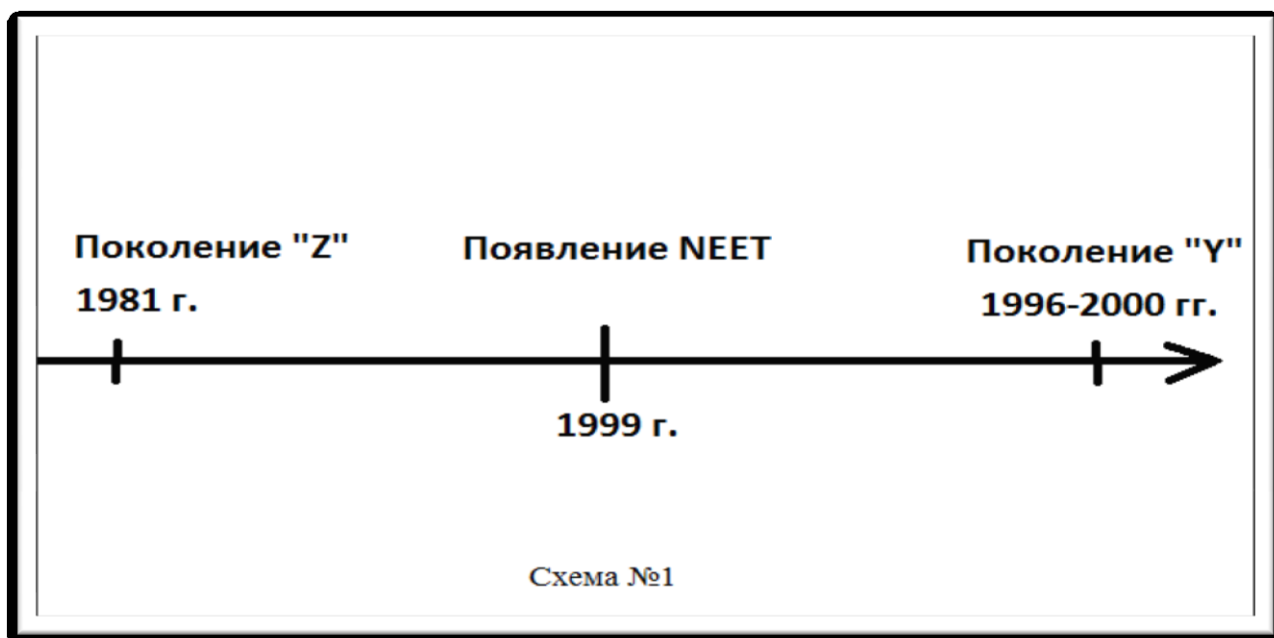 Поколение "Z"
1981 г.
Появление NEET
1999 г.
Поколение "Y"
1996-2000 гг.
Схема №1